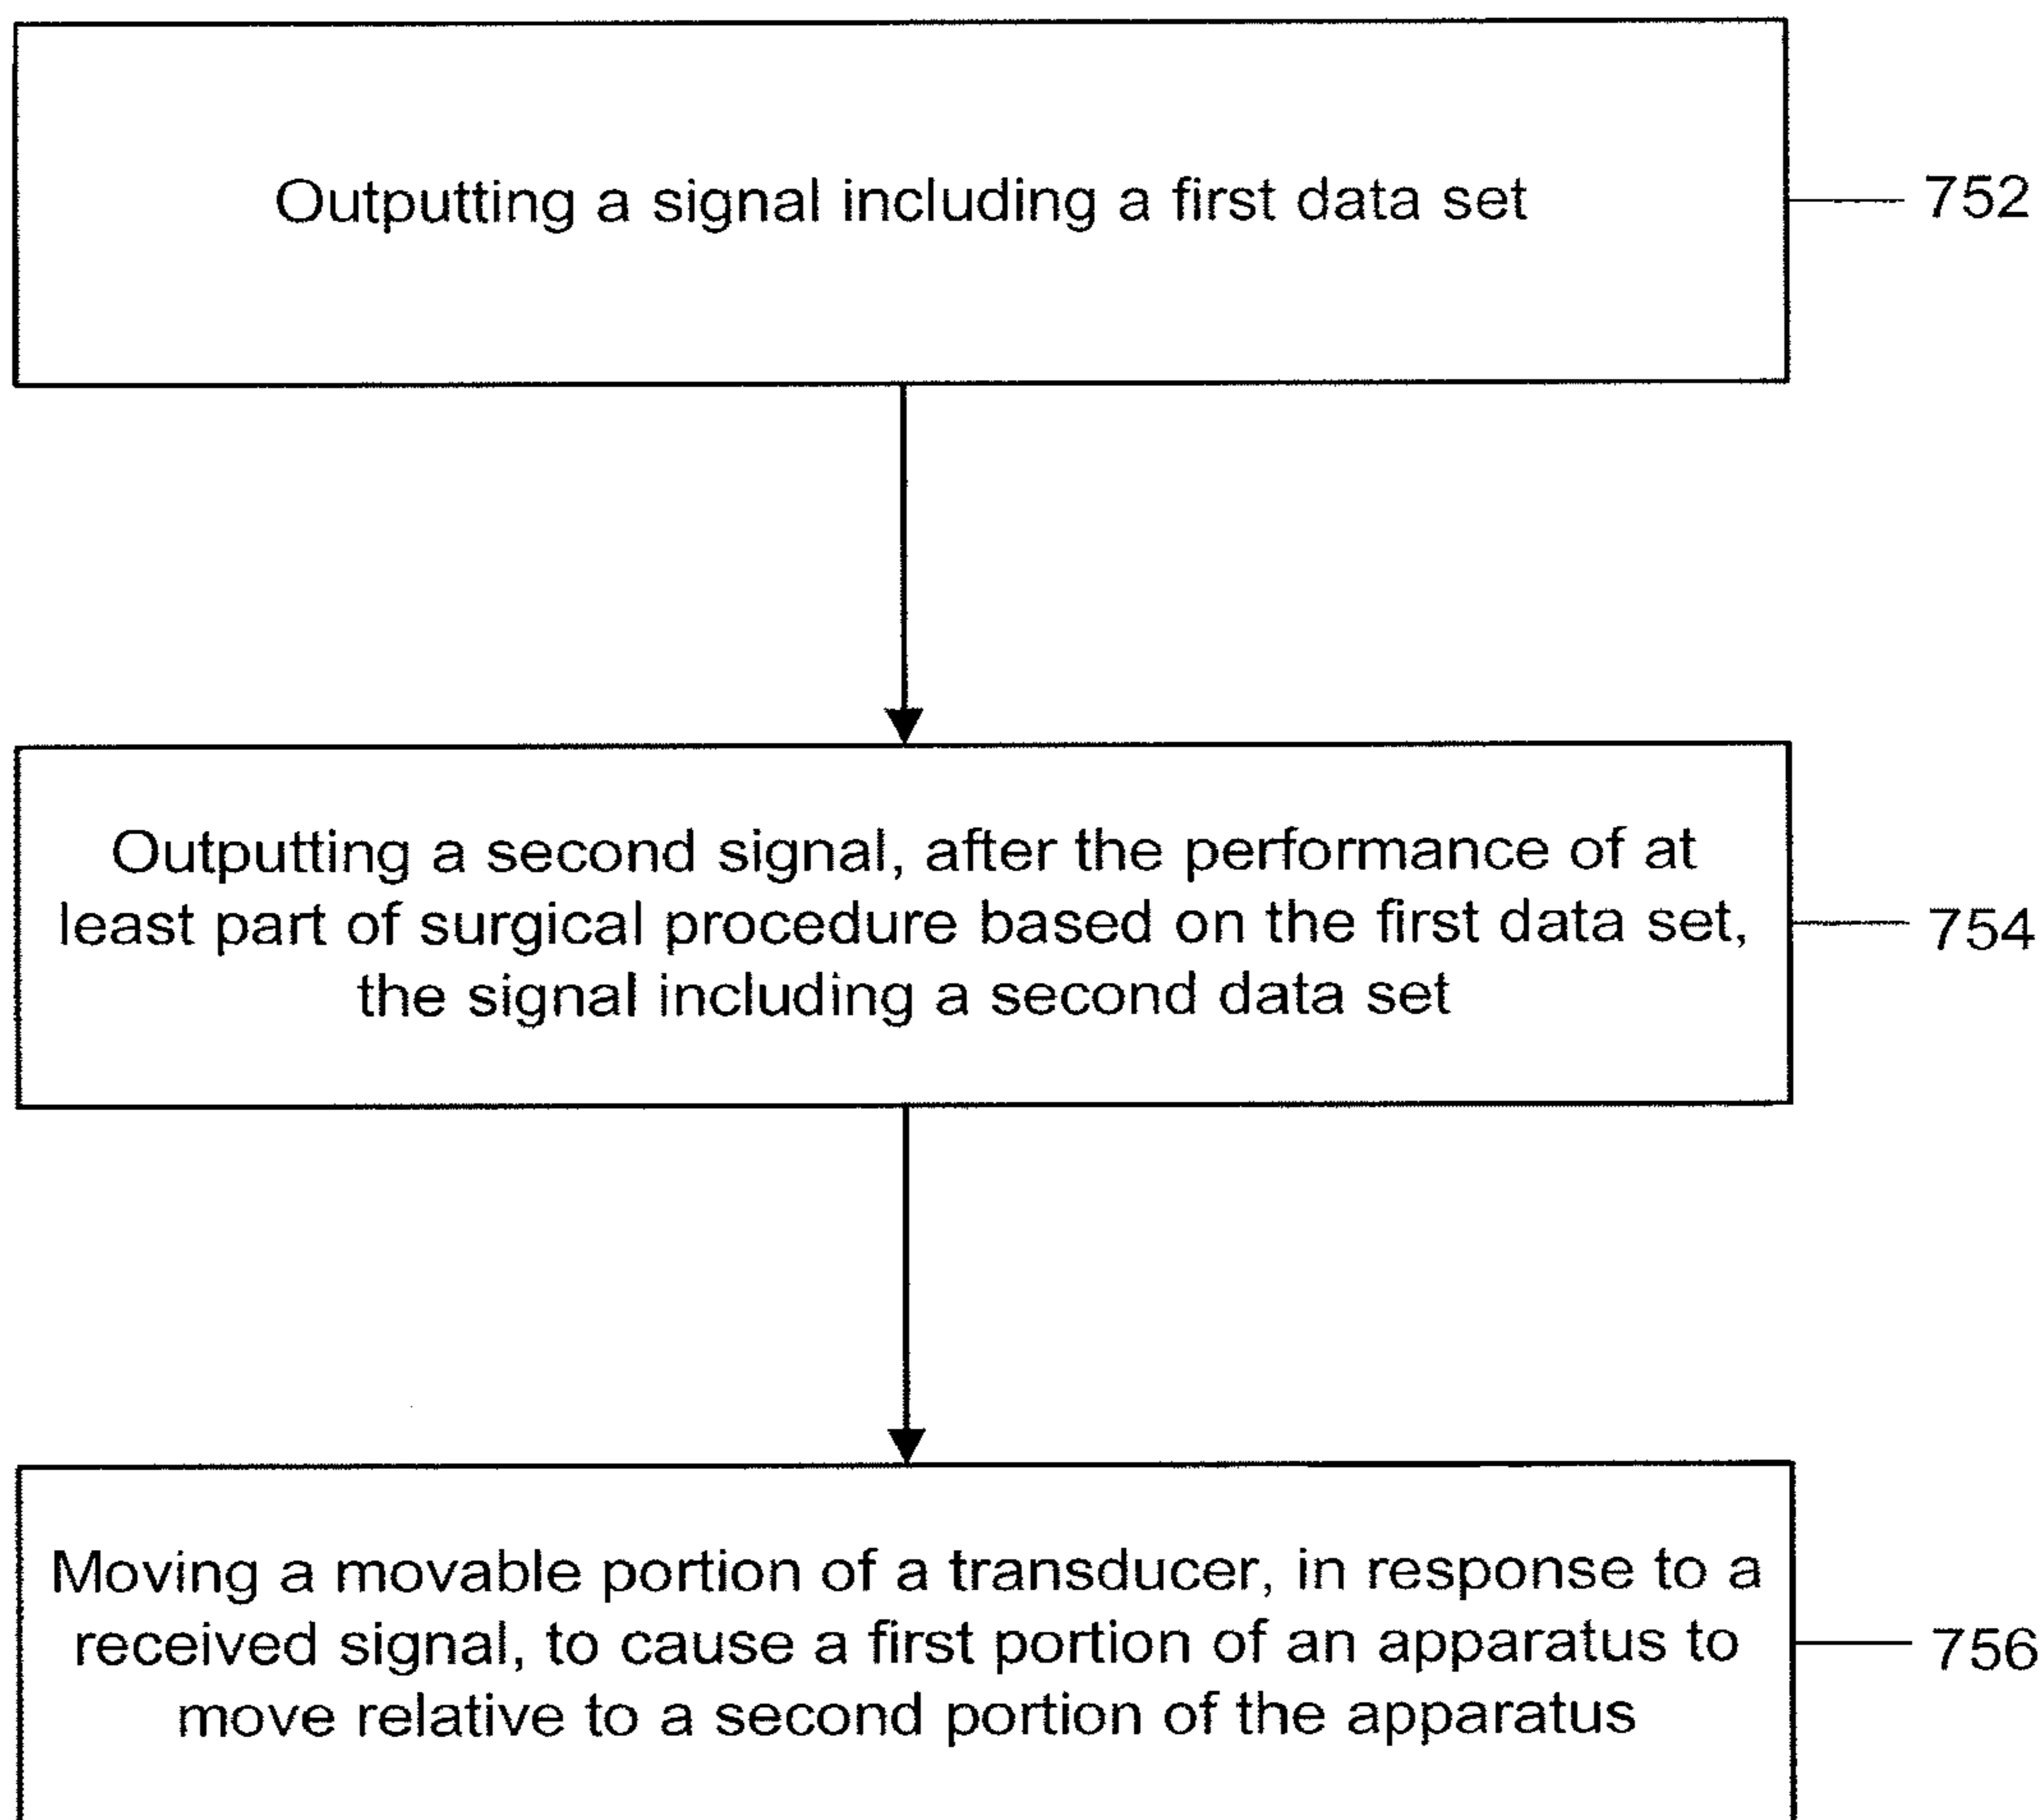 Outputting a signal including a first data set
752
Outputting a second signal, after the performance of at
least part of surgical procedure based on the first data set,
the signal including a second data set
754
Moving a movable portion of a transducer, in response to a
received signal, to cause a first portion of an apparatus to
move relative to a second portion of the apparatus
756